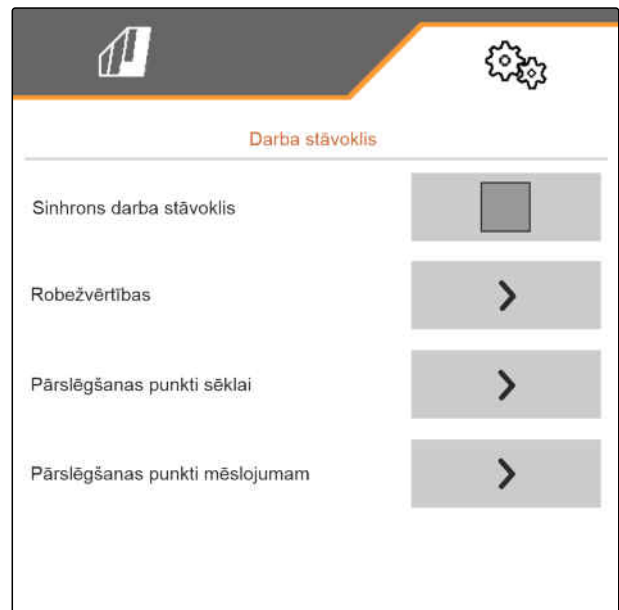 Darba stāvoklis
Sinhrons darba stāvoklis
Robežvērtības
Pārslēgšanas punkti sēklai
Pārslēgšanas punkti mēslojumam